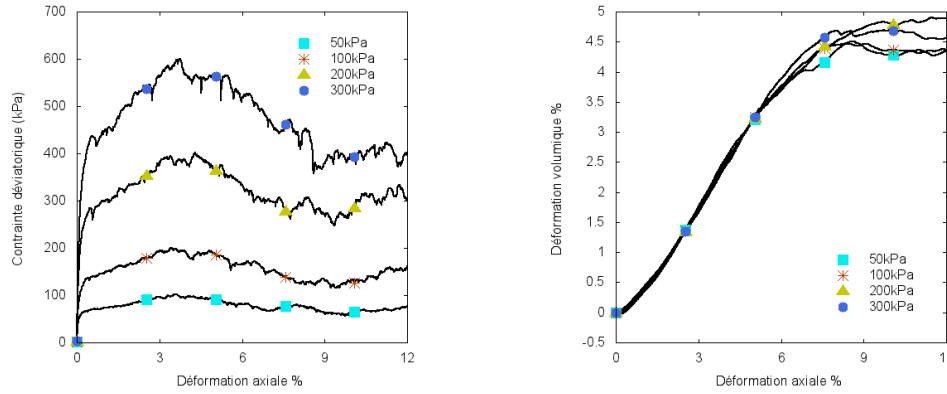 700
600
500
400
300
200
100
0
Contrainte déviatorique (kPa)
50kPa
100kPa
200kPa
300kPa
0 3 6 9 12
Déformation axiale %
5
4.5
4
3.5
3
2.5
2
1.5
1
0.5
0
-0.5
Déformation volumique %
50kPa
100kPa
200kPa
300kPa
0 3 6 9 12
Déformation axiale %